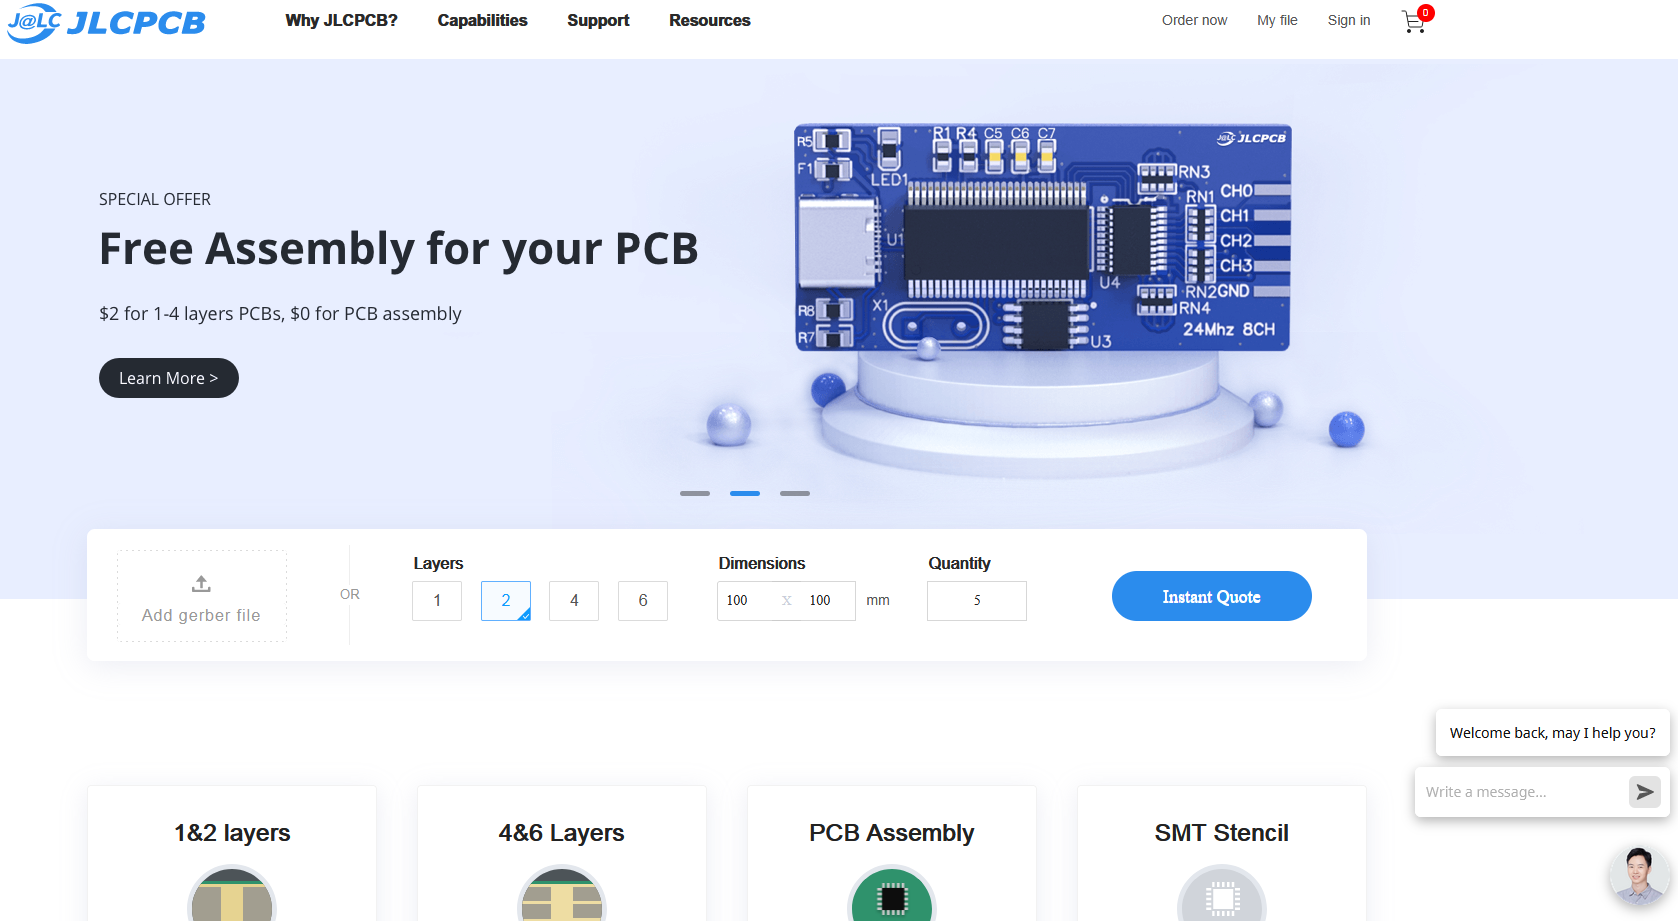 J@LC JLCPCB
Why JLCPCB?
Capabilities
Support
Resources
Order now
My file
Sign in
0
SPECIAL OFFER
Free Assembly for your PCB
$2 for 1-4 layers PCBs, $0 for PCB assembly
Learn More >
J@LC JLCPCB
R5
F1
LED1
R1 R4 C5 C6 C7
RN3
RN1
CH0
CH1
CH2
CH3
RN2 GND
RN4
U1
U4
X1
R8
R7
U3
24Mhz 8CH
Add gerber file
OR
Layers
1
2
4
6
Dimensions
100 x 100 mm
Quantity
5
Instant Quote
Welcome back, may I help you?
Write a message...
1&2 layers
4&6 Layers
PCB Assembly
SMT Stencil